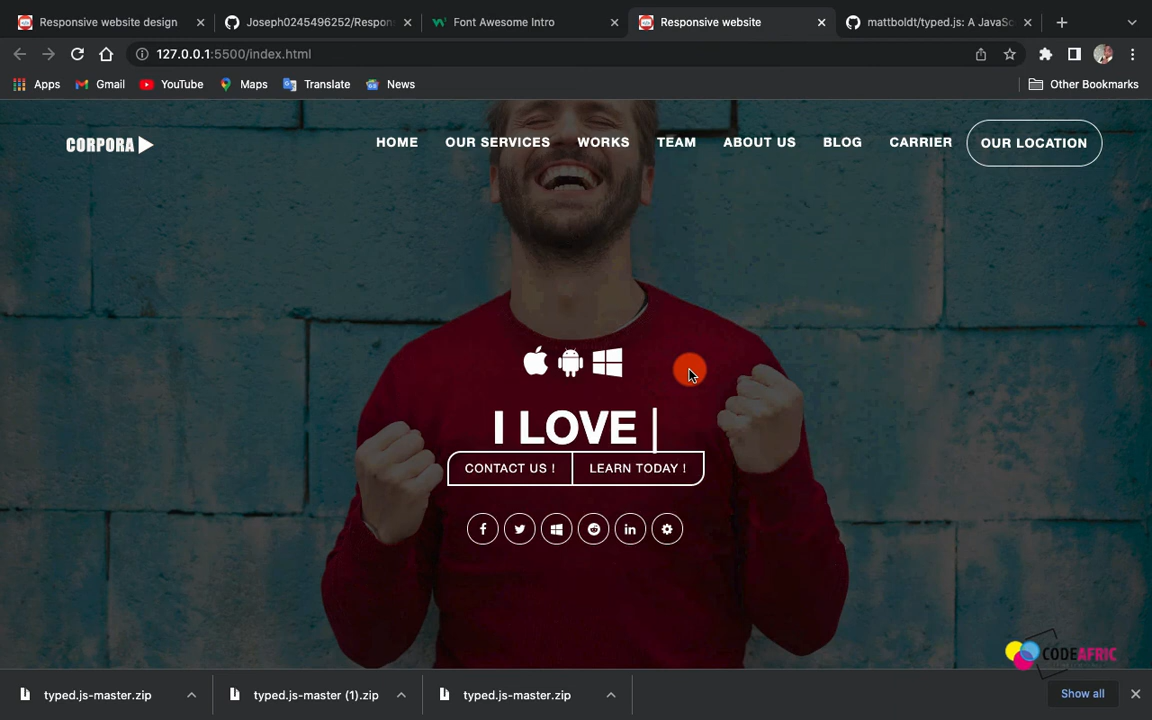 Responsive website design
Joseph0245496252/Respons
Font Awesome Intro
Responsive website
mattboldt/typed.js: A JavaSc
127.0.0.1:5500/index.html
Apps Gmail YouTube Maps Translate News Other Bookmarks
CORPORA HOME OUR SERVICES WORKS TEAM ABOUT US BLOG CARRIER OUR LOCATION
I LOVE |
CONTACT US ! LEARN TODAY !
CODEAFRIC
typed.js-master.zip typed.js-master (1).zip typed.js-master.zip Show all